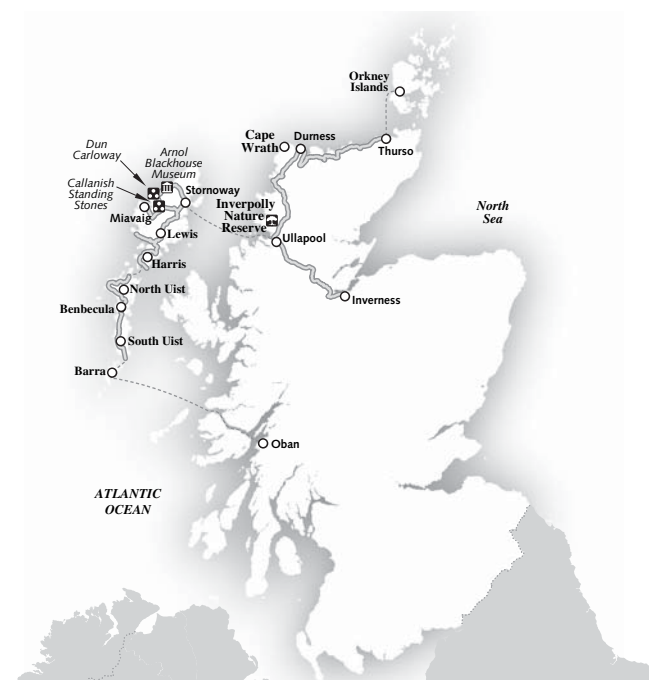 Orkney
Islands
Cape
Wrath
Durness
Thurso
Dun
Carloway
Arnol
Blackhouse
Museum
Callanish
Standing
Stones
Stornoway
Miavaig
Inverpolly
Nature
Reserve
North
Sea
Lewis
Ullapool
Harris
North Uist
Inverness
Benbecula
South Uist
Barra
Oban
ATLANTIC
OCEAN